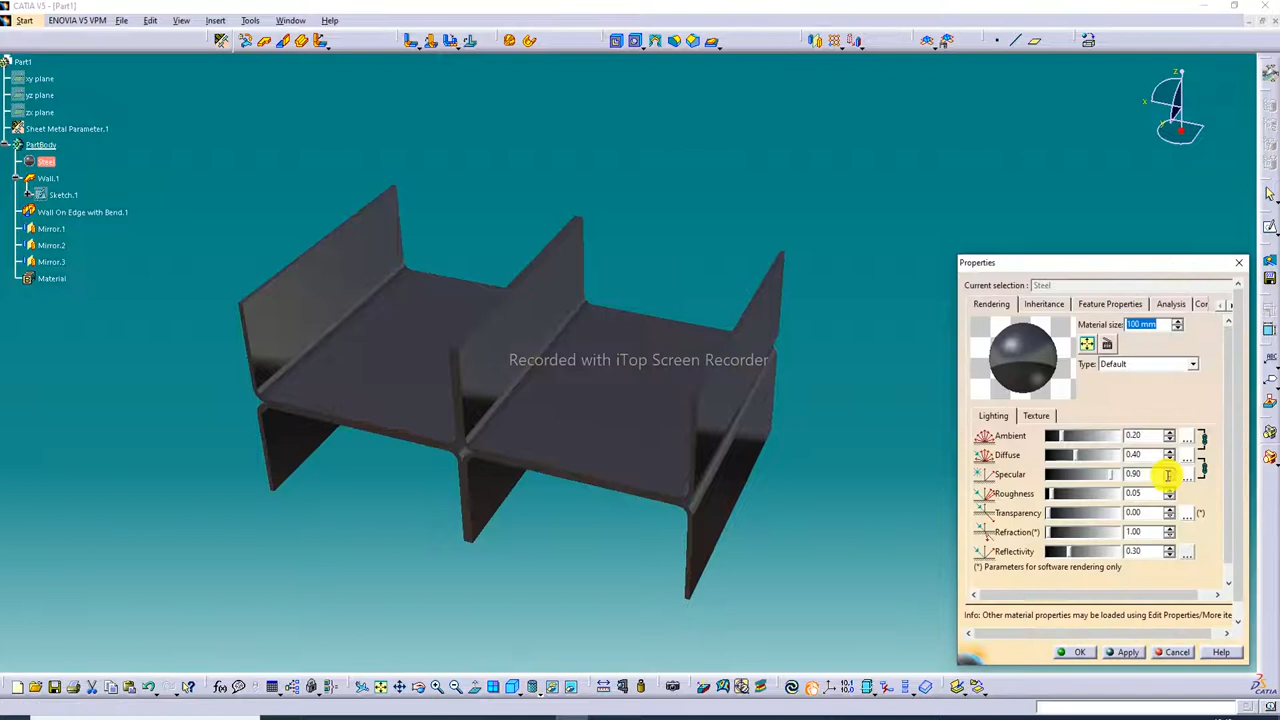 CATIA V5 - [Part1]
Start ENOVIA V5 VPM File Edit View Insert Tools Window Help
Part1
xy plane
yz plane
zx plane
Sheet Metal Parameter.1
PartBody
Steel
Wall.1
Sketch.1
Wall On Edge with Bend.1
Mirror.1
Mirror.2
Mirror.3
Material
z
x
Recorded with iTop Screen Recorder
Properties
Current selection : Steel
Rendering Inheritance Feature Properties Analysis Cor
Material size: 100 mm
Type: Default
Lighting Texture
Ambient 0.20 ...
Diffuse 0.40 ...
Specular 0.90 ...
Roughness 0.05
Transparency 0.00 ... (*)
Refraction(*) 1.00
Reflectivity 0.30 ...
(*) Parameters for software rendering only
Info: Other material properties may be loaded using Edit Properties/More ite
OK Apply Cancel Help